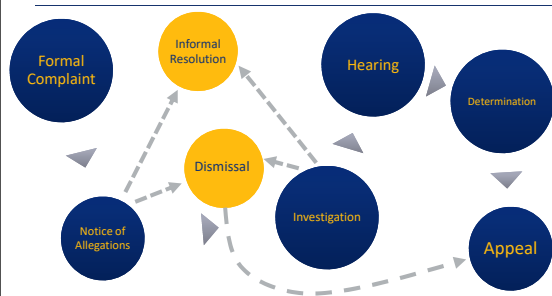 Formal
Complaint
Informal
Resolution
Hearing
Determination
Dismissal
Notice of
Allegations
Investigation
Appeal